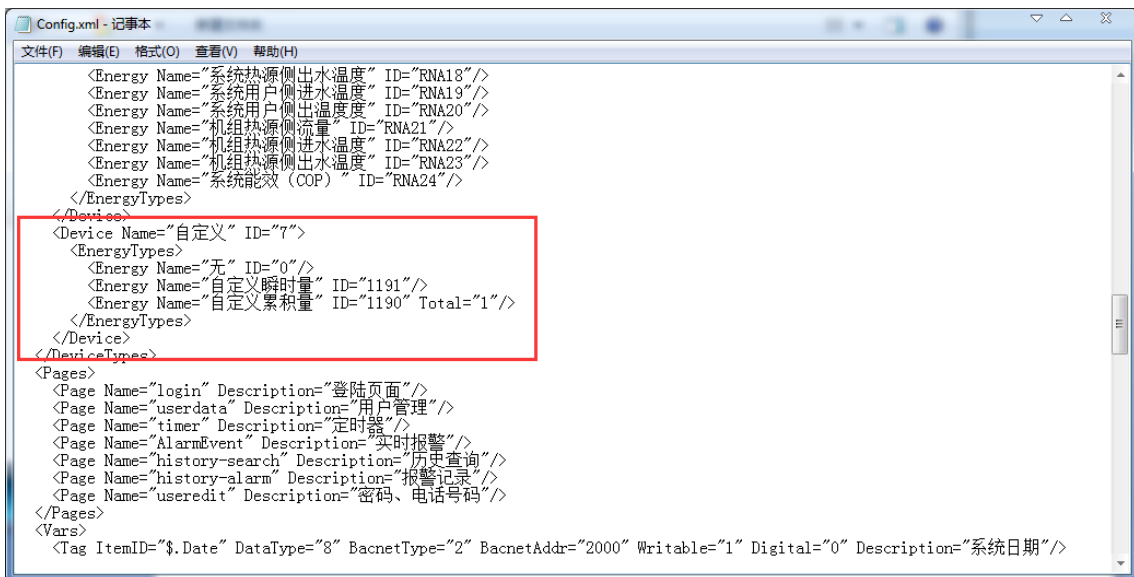 Config.xml - 记事本
文件(F) 编辑(E) 格式(O) 查看(V) 帮助(H)
<Energy Name="系统热源侧出水温度" ID="RNA18"/>
<Energy Name="系统用户侧进水温度" ID="RNA19"/>
<Energy Name="系统用户侧出温度度" ID="RNA20"/>
<Energy Name="机组热源侧流量" ID="RNA21"/>
<Energy Name="机组热源侧进水温度" ID="RNA22"/>
<Energy Name="机组热源侧出水温度" ID="RNA23"/>
<Energy Name="系统能效（COP）" ID="RNA24"/>
</EnergyTypes>
</Device>
<Device Name="自定义" ID="7">
<EnergyTypes>
<Energy Name="无" ID="0"/>
<Energy Name="自定义瞬时量" ID="1191"/>
<Energy Name="自定义累积量" ID="1190" Total="1"/>
</EnergyTypes>
</Device>
</DeviceTypes>
<Pages>
<Page Name="login" Description="登陆页面"/>
<Page Name="userdata" Description="用户管理"/>
<Page Name="timer" Description="定时器"/>
<Page Name="AlarmEvent" Description="实时报警"/>
<Page Name="history-search" Description="历史查询"/>
<Page Name="history-alarm" Description="报警记录"/>
<Page Name="useredit" Description="密码、电话号码"/>
</Pages>
<Vars>
<Tag ItemID="$.Date" DataType="8" BacnetType="2" BacnetAddr="2000" Writable="1" Digital="0" Description="系统日期"/>